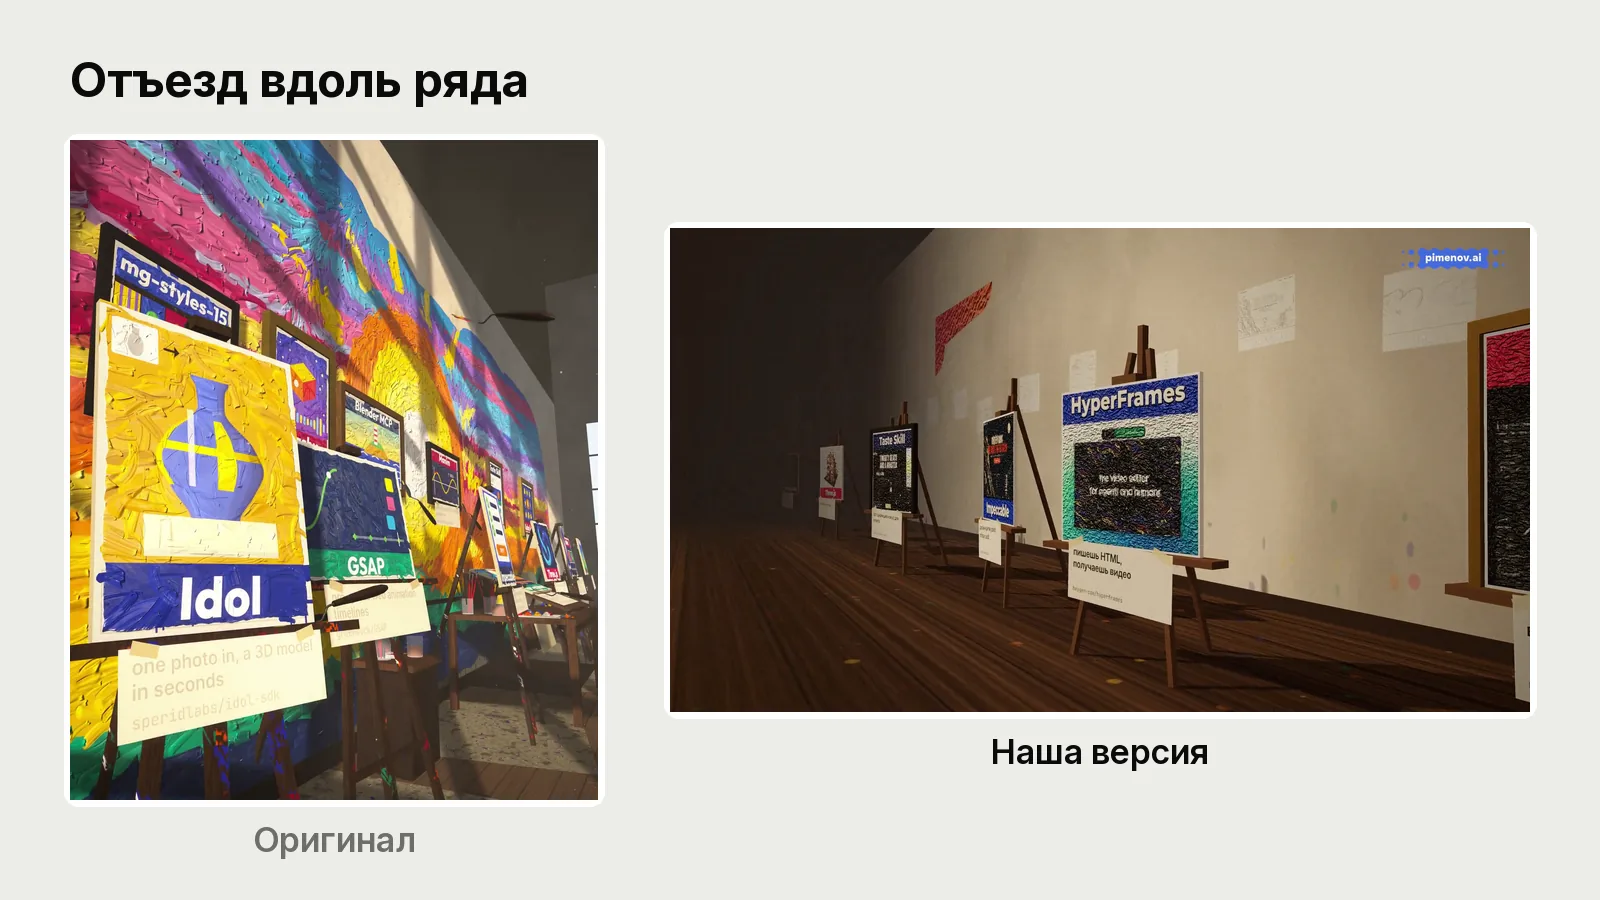 Отъезд вдоль ряда
mg-styles-15
Blender MCP
GSAP
timelines
Idol
one photo in, a 3D model
in seconds
speridlabs/idol-sdk
Оригинал
pimenov.ai
HyperFrames
the video editor
for agents and humans
пишешь HTML,
получаешь видео
Taste Skill
Impeccable
Наша версия